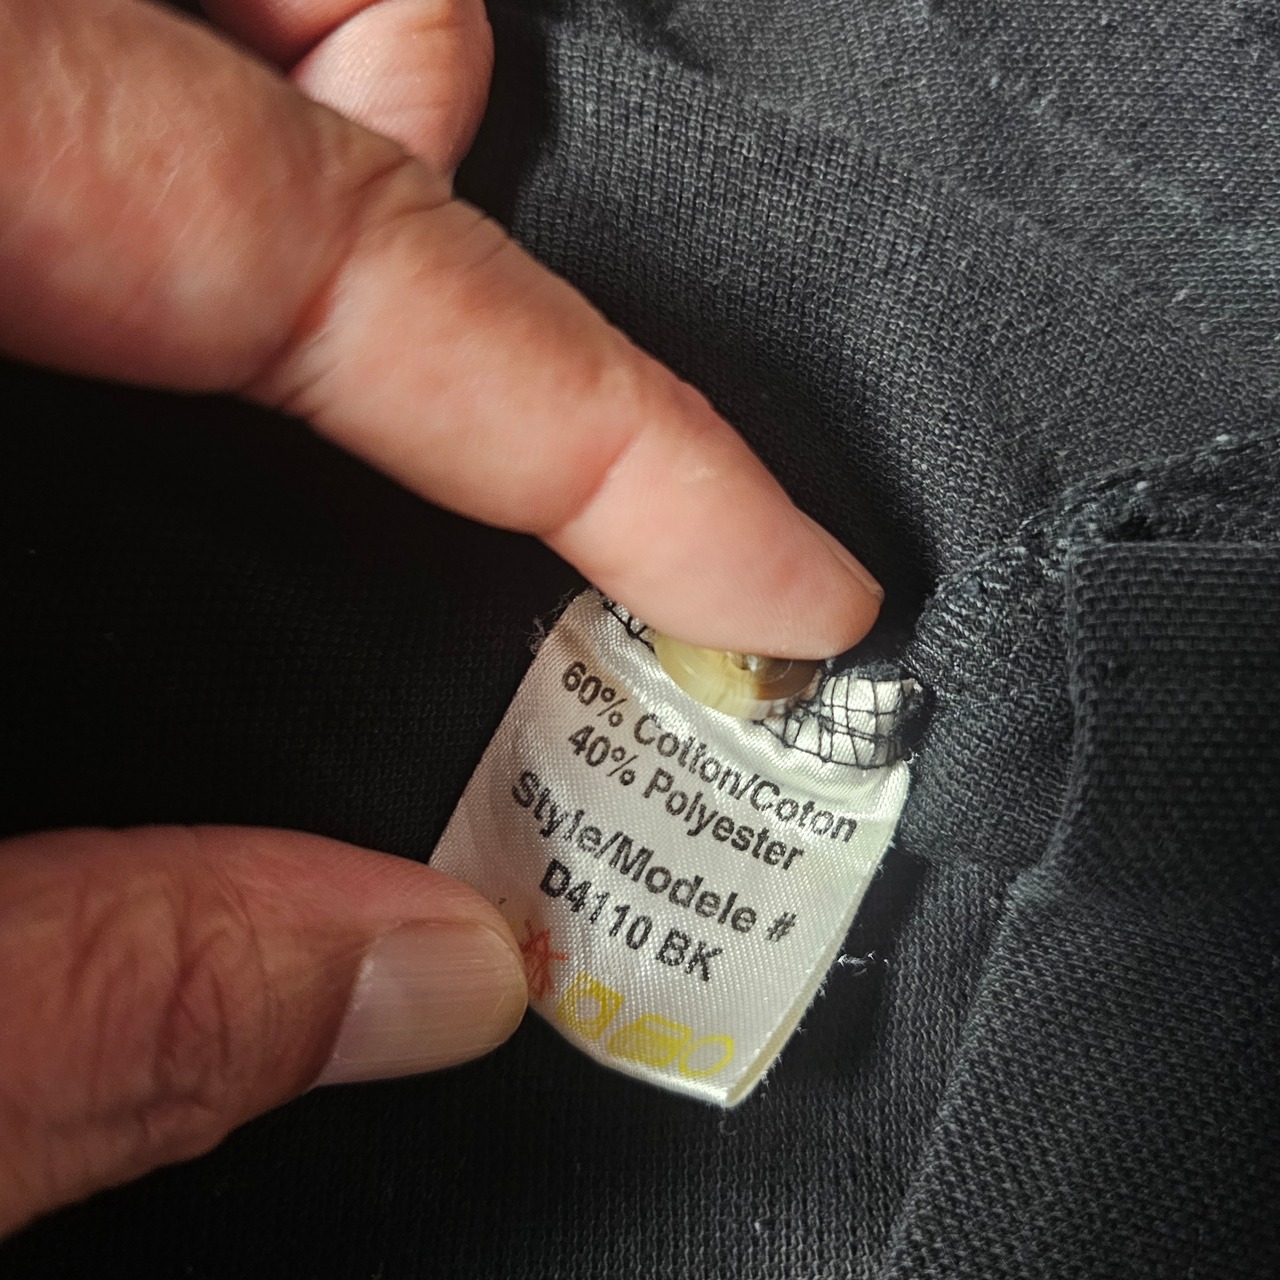 60% Cotton/Coton
40% Polyester
Style/Modele #
D4110 BK